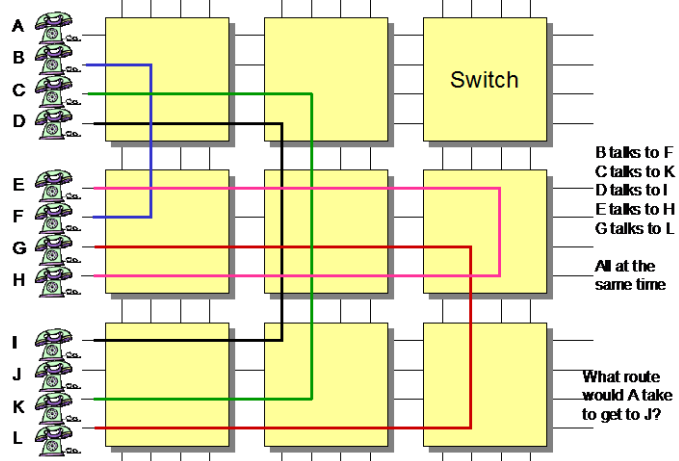 A
B
C
D
Switch
E
F
G
H
B talks to F
C talks to K
D talks to I
E talks to H
G talks to L
All at the
same time
I
J
K
L
What route
would A take
to get to J?